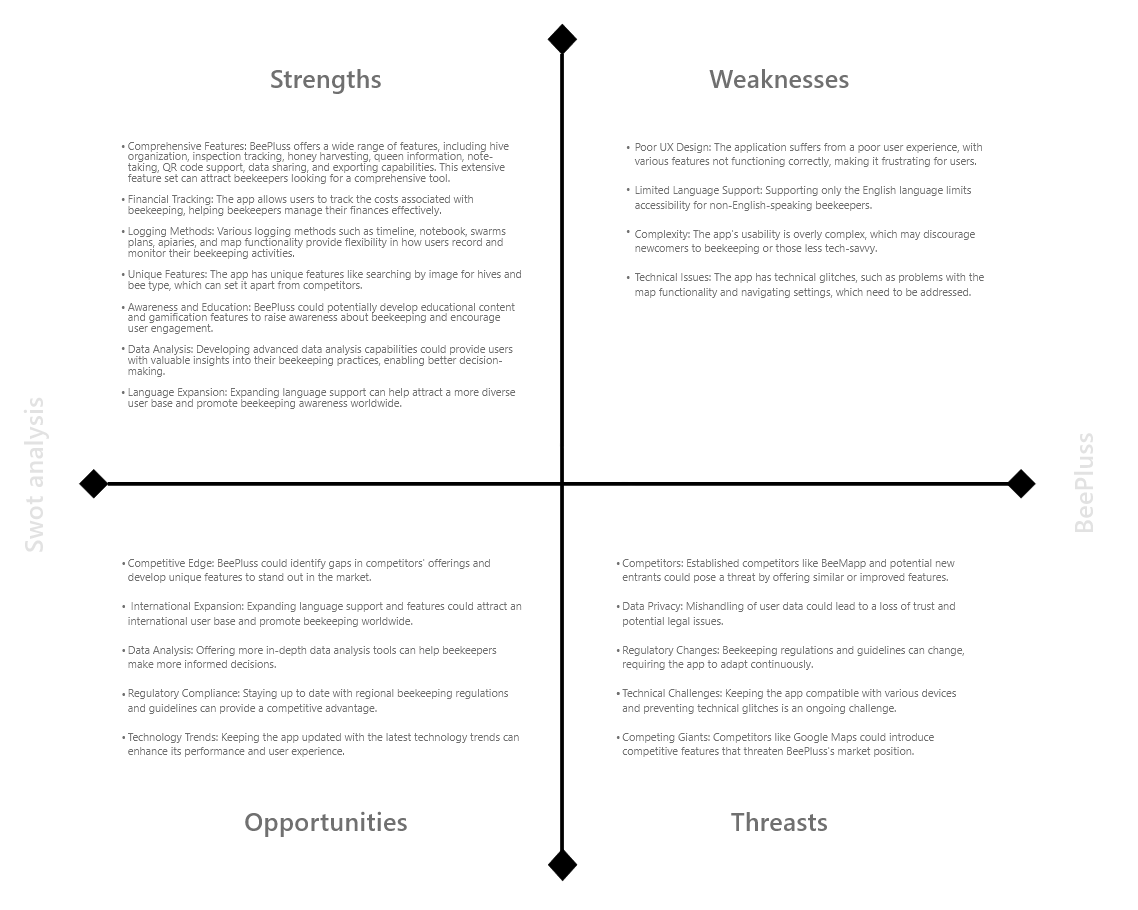 Strengths
• Comprehensive Features: BeePluss offers a wide range of features, including hive
organization, inspection tracking, honey harvesting, queen information, note-
taking, QR code support, data sharing, and exporting capabilities. This extensive
feature set can attract beekeepers looking for a comprehensive tool.
• Financial Tracking: The app allows users to track the costs associated with
beekeeping, helping beekeepers manage their finances effectively.
• Logging Methods: Various logging methods such as timeline, notebook, swarms
plans, apiaries, and map functionality provide flexibility in how users record and
monitor their beekeeping activities.
• Unique Features: The app has unique features like searching by image for hives and
bee type, which can set it apart from competitors.
• Awareness and Education: BeePluss could potentially develop educational content
and gamification features to raise awareness about beekeeping and encourage
user engagement.
• Data Analysis: Developing advanced data analysis capabilities could provide users
with valuable insights into their beekeeping practices, enabling better decision-
making.
• Language Expansion: Expanding language support can help attract a more diverse
user base and promote beekeeping awareness worldwide.
Weaknesses
• Poor UX Design: The application suffers from a poor user experience, with
various features not functioning correctly, making it frustrating for users.
• Limited Language Support: Supporting only the English language limits
accessibility for non-English-speaking beekeepers.
• Complexity: The app's usability is overly complex, which may discourage
newcomers to beekeeping or those less tech-savvy.
• Technical Issues: The app has technical glitches, such as problems with the
map functionality and navigating settings, which need to be addressed.
Swot analysis
BeePluss
• Competitive Edge: BeePluss could identify gaps in competitors' offerings and
develop unique features to stand out in the market.
• International Expansion: Expanding language support and features could attract an
international user base and promote beekeeping worldwide.
• Data Analysis: Offering more in-depth data analysis tools can help beekeepers
make more informed decisions.
• Regulatory Compliance: Staying up to date with regional beekeeping regulations
and guidelines can provide a competitive advantage.
• Technology Trends: Keeping the app updated with the latest technology trends can
enhance its performance and user experience.
Opportunities
• Competitors: Established competitors like BeeMapp and potential new
entrants could pose a threat by offering similar or improved features.
• Data Privacy: Mishandling of user data could lead to a loss of trust and
potential legal issues.
• Regulatory Changes: Beekeeping regulations and guidelines can change,
requiring the app to adapt continuously.
• Technical Challenges: Keeping the app compatible with various devices
and preventing technical glitches is an ongoing challenge.
• Competing Giants: Competitors like Google Maps could introduce
competitive features that threaten BeePluss's market position.
Threasts